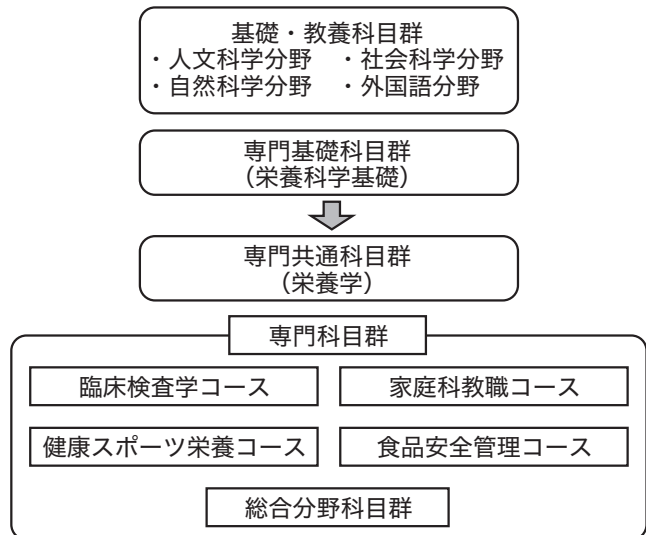 基礎・教養科目群
・人文科学分野 ・社会科学分野
・自然科学分野 ・外国語分野
専門基礎科目群
（栄養科学基礎）
専門共通科目群
（栄養学）
専門科目群
臨床検査学コース 家庭科教職コース
健康スポーツ栄養コース 食品安全管理コース
総合分野科目群